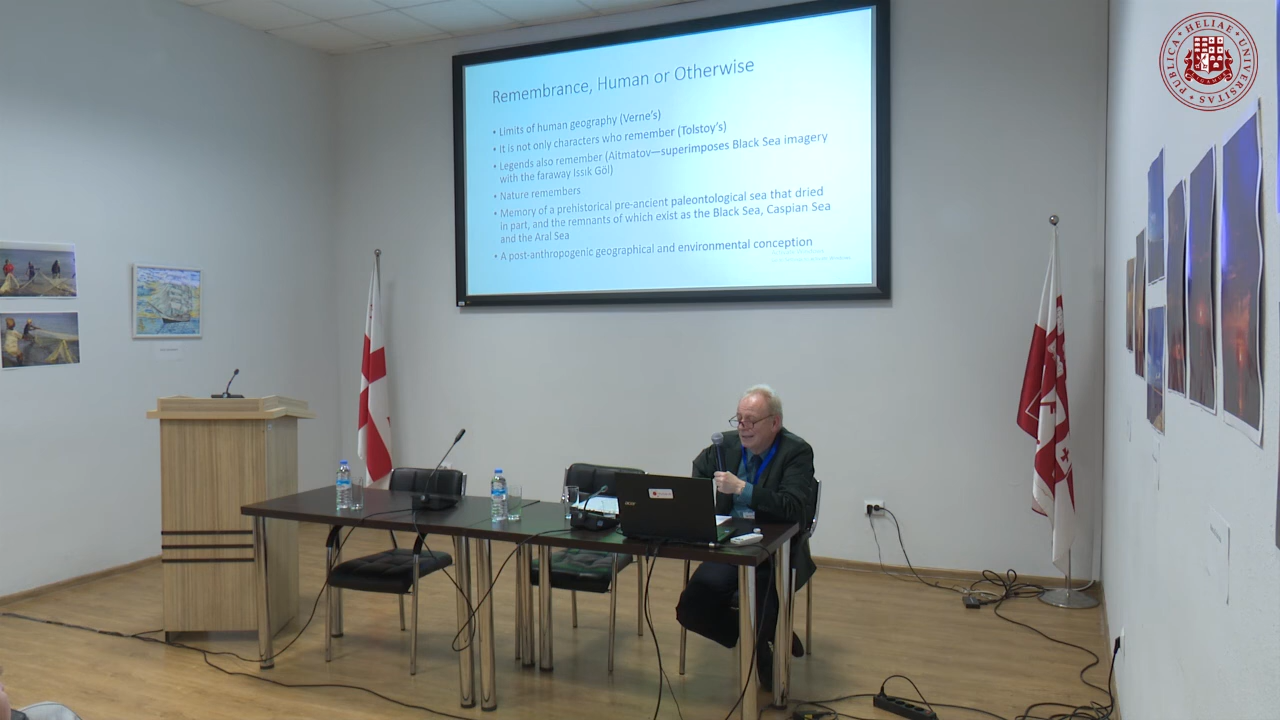 Remembrance, Human or Otherwise
• Limits of human geography (Verne's)
• It is not only characters who remember (Tolstoy's)
• Legends also remember (Aitmatov—superimposes Black Sea imagery
with the faraway Issık Göl)
• Nature remembers
• Memory of a prehistorical pre-ancient paleontological sea that dried
in part, and the remnants of which exist as the Black Sea, Caspian Sea
and the Aral Sea
• A post-anthropogenic geographical and environmental conception
PUBLICA • HELIAE • UNIVERSITAS
acer